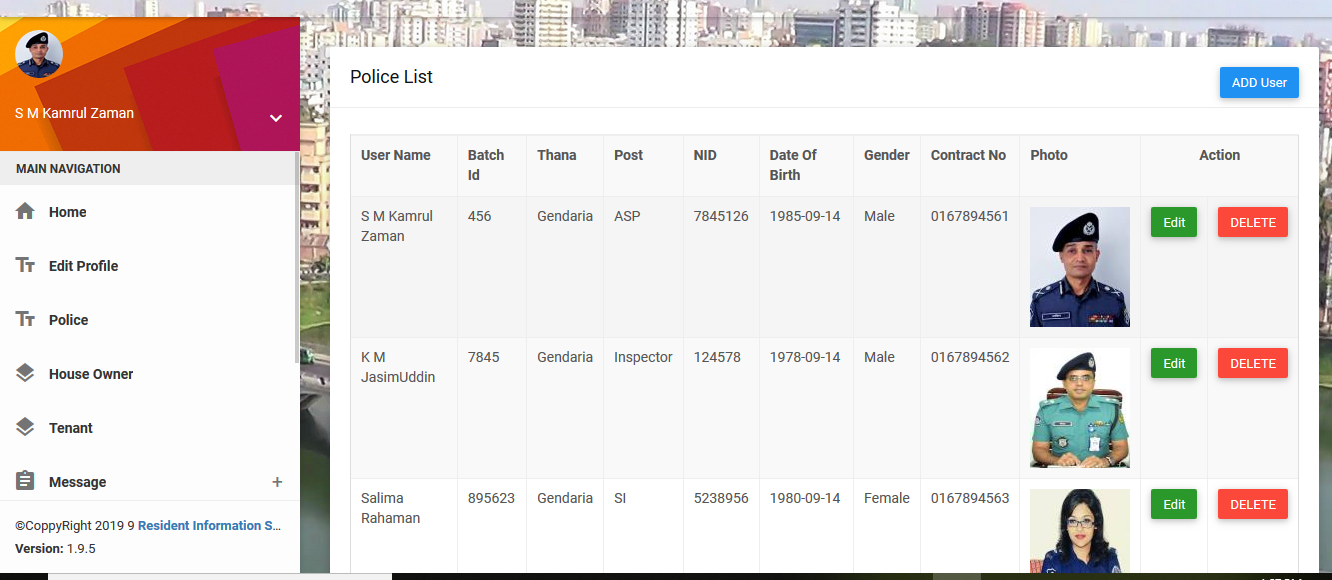 S M Kamrul Zaman
MAIN NAVIGATION
Home
Edit Profile
Police
House Owner
Tenant
Message +
©CoppyRight 2019 9 Resident Information S...
Version: 1.9.5
Police List
ADD User
User Name Batch Id Thana Post NID Date Of Birth Gender Contract No Photo Action
S M Kamrul Zaman 456 Gendaria ASP 7845126 1985-09-14 Male 0167894561 Edit DELETE
K M JasimUddin 7845 Gendaria Inspector 124578 1978-09-14 Male 0167894562 Edit DELETE
Salima Rahaman 895623 Gendaria SI 5238956 1980-09-14 Female 0167894563 Edit DELETE